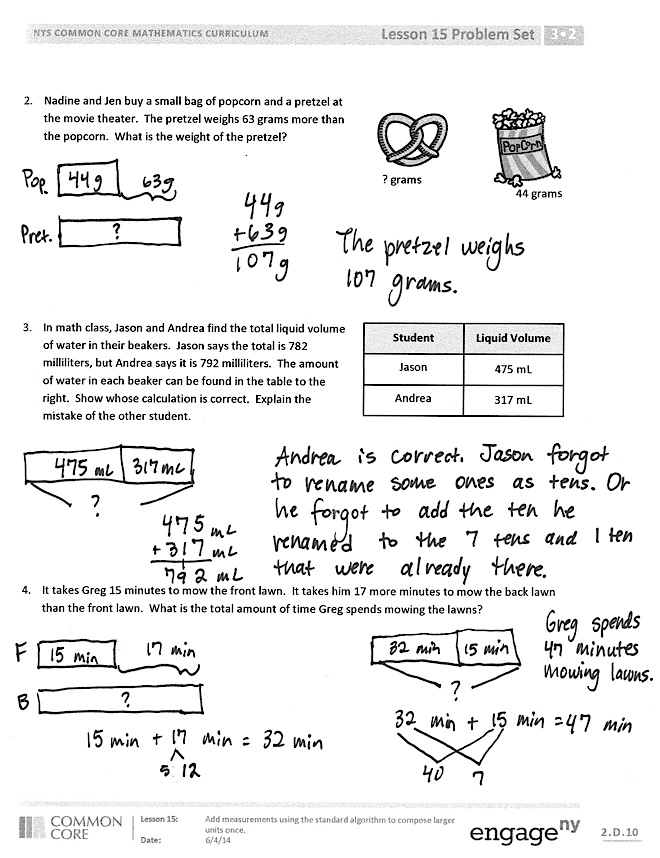 NYS COMMON CORE MATHEMATICS CURRICULUM
Lesson 15 Problem Set
3•2
2. Nadine and Jen buy a small bag of popcorn and a pretzel at
the movie theater. The pretzel weighs 63 grams more than
the popcorn. What is the weight of the pretzel?
PopCorn
? grams
44 grams
Pop. 44g 63g
Pret. ?
44g
+63g
107g
The pretzel weighs
107 grams.
3. In math class, Jason and Andrea find the total liquid volume
of water in their beakers. Jason says the total is 782
milliliters, but Andrea says it is 792 milliliters. The amount
of water in each beaker can be found in the table to the
right. Show whose calculation is correct. Explain the
mistake of the other student.
Student Liquid Volume
Jason 475 mL
Andrea 317 mL
475 mL 317 mL
?
475 mL
+317 mL
1
792 mL
Andrea is correct. Jason forgot
to rename some ones as tens. Or
he forgot to add the ten he
renamed to the 7 tens and 1 ten
that were already there.
4. It takes Greg 15 minutes to mow the front lawn. It takes him 17 more minutes to mow the back lawn
than the front lawn. What is the total amount of time Greg spends mowing the lawns?
F 15 min 17 min
B ?
15 min + 17 min = 32 min
5 12
32 min 15 min
?
32 min + 15 min = 47 min
40 7
Greg spends
47 minutes
mowing lawns.
COMMON
CORE
Lesson 15:
Add measurements using the standard algorithm to compose larger
units once.
Date:
6/4/14
engage ny
2.D.10